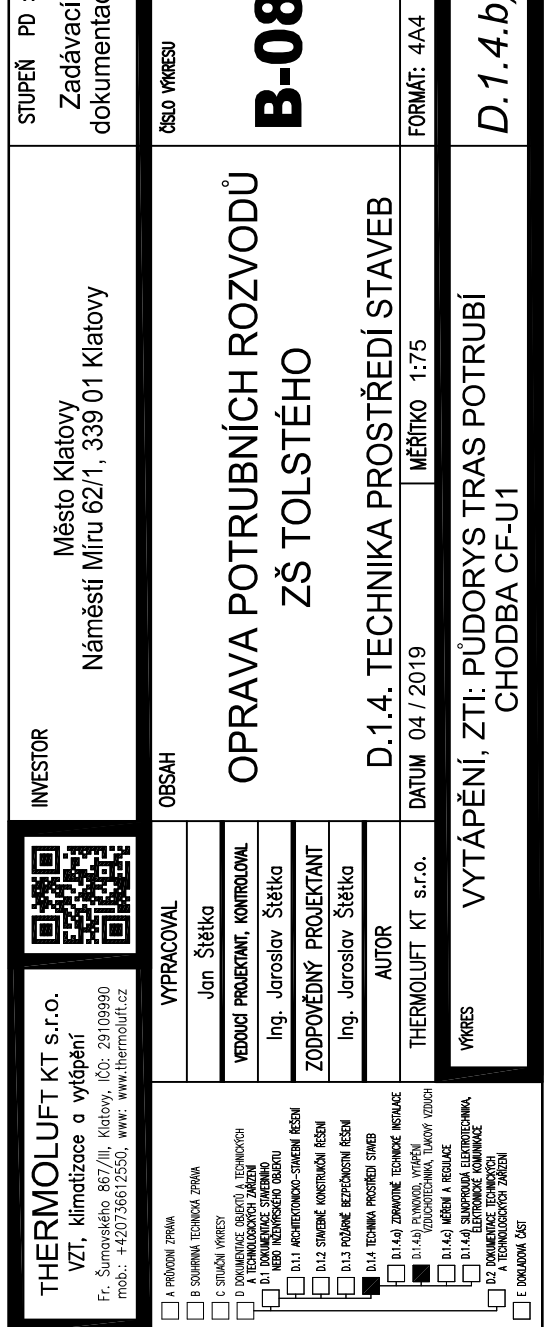 THERMOLUFT KT s.r.o.
VZT, klimatizace a vytápění
Fr. Šumavského 867/III, Klatovy, IČO: 29109990
mob.: +420736612550, www: www.thermoluft.cz
INVESTOR
Město Klatovy
Náměstí Míru 62/1, 339 01 Klatovy
STUPEŇ PD :
Zadávací
dokumentac
A PRŮVODNÍ ZPRÁVA
B SOUHRNNÁ TECHNICKÁ ZPRÁVA
C SITUAČNÍ VÝKRESY
D DOKUMENTACE OBJEKTŮ A TECHNICKÝCH
A TECHNOLOGICKÝCH ZAŘÍZENÍ
D.1 DOKUMENTACE STAVEBNÍHO
NEBO INŽENÝRSKÉHO OBJEKTU
D.1.1 ARCHITEKTONICKO-STAVEBNÍ ŘEŠENÍ
D.1.2 STAVEBNĚ KONSTRUKČNÍ ŘEŠENÍ
D.1.3 POŽÁRNĚ BEZPEČNOSTNÍ ŘEŠENÍ
D.1.4 TECHNIKA PROSTŘEDÍ STAVEB
D.1.4.a) ZDRAVOTNĚ TECHNICKÉ INSTALACE
D.1.4.b) PLYNOVOD, VYTÁPĚNÍ
VZDUCHOTECHNIKA, TLAKOVÝ VZDUCH
D.1.4.c) MĚŘENÍ A REGULACE
D.1.4.d) SILNOPROUDÁ ELEKTROTECHNIKA,
ELEKTRONICKÉ KOMUNIKACE
D.2 DOKUMENTACE TECHNICKÝCH
A TECHNOLOGICKÝCH ZAŘÍZENÍ
E DOKLADOVÁ ČÁST
VYPRACOVAL
Jan Štětka
VEDOUCÍ PROJEKTANT, KONTROLOVAL
Ing. Jaroslav Štětka
ZODPOVĚDNÝ PROJEKTANT
Ing. Jaroslav Štětka
AUTOR
THERMOLUFT KT s.r.o.
OBSAH
OPRAVA POTRUBNÍCH ROZVODŮ
ZŠ TOLSTÉHO
D.1.4. TECHNIKA PROSTŘEDÍ STAVEB
ČÍSLO VÝKRESU
B-08
DATUM 04 / 2019
MĚŘÍTKO 1:75
FORMÁT: 4A4
VÝKRES
VYTÁPĚNÍ, ZTI: PŮDORYS TRAS POTRUBÍ
CHODBA CF-U1
D.1.4.b)